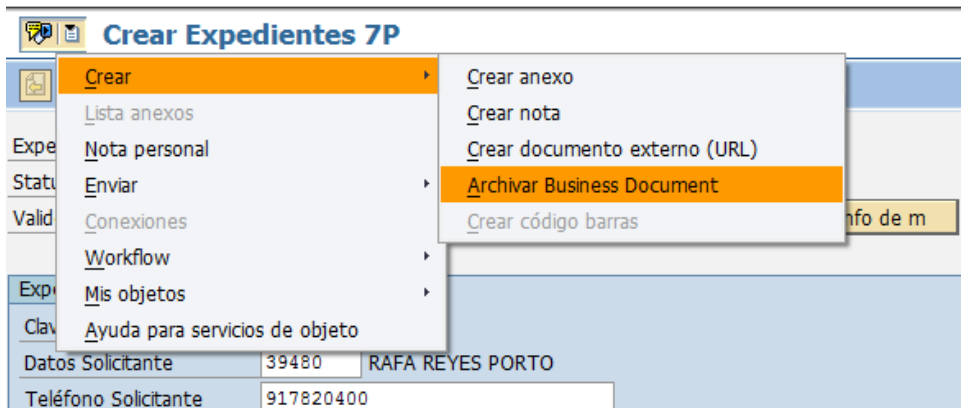 Crear Expedientes 7P
Crear
Lista anexos
Nota personal
Enviar
Conexiones
Workflow
Mis objetos
Ayuda para servicios de objeto
Crear anexo
Crear nota
Crear documento externo (URL)
Archivar Business Document
Crear código barras
Expe
Statu
Valid
nfo de m
Exp
Clav
Datos Solicitante 39480 RAFA REYES PORTO
Teléfono Solicitante 917820400